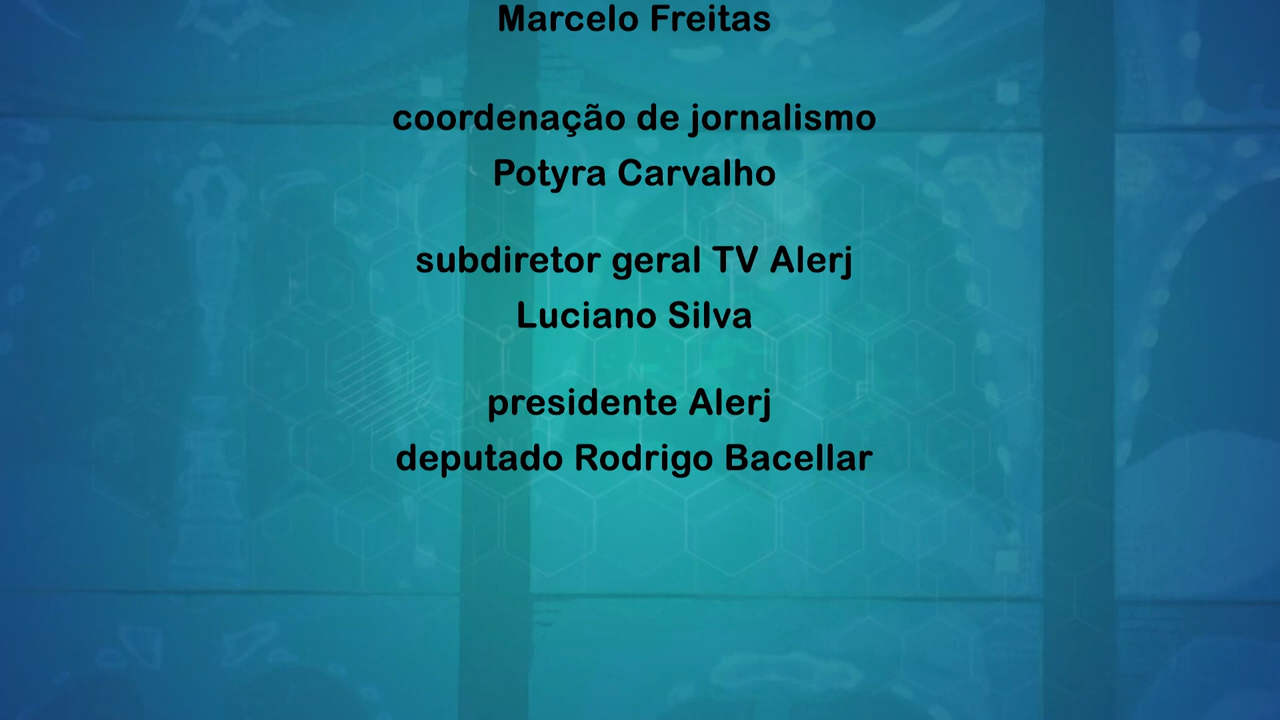 Marcelo Freitas
coordenação de jornalismo
Potyra Carvalho
subdiretor geral TV Alerj
Luciano Silva
presidente Alerj
deputado Rodrigo Bacellar